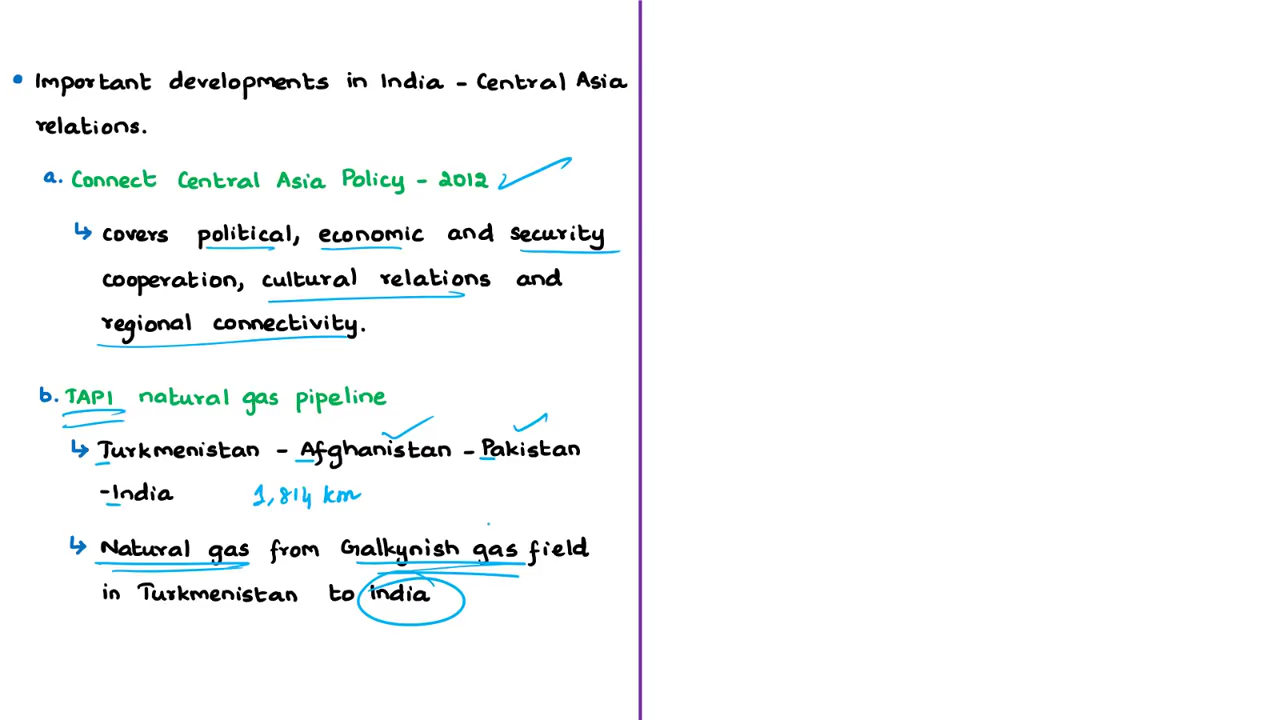 • Important developments in India - Central Asia
relations.
a. Connect Central Asia Policy - 2012
↳ covers political, economic and security
cooperation, cultural relations and
regional connectivity.
b. TAPI natural gas pipeline
↳ Turkmenistan - Afghanistan - Pakistan
-India 1,814 km
↳ Natural gas from Galkynish gas field
in Turkmenistan to india